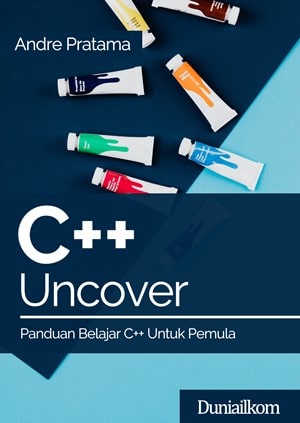 Andre Pratama
C++
Uncover
Panduan Belajar C++ Untuk Pemula
Duniailkom